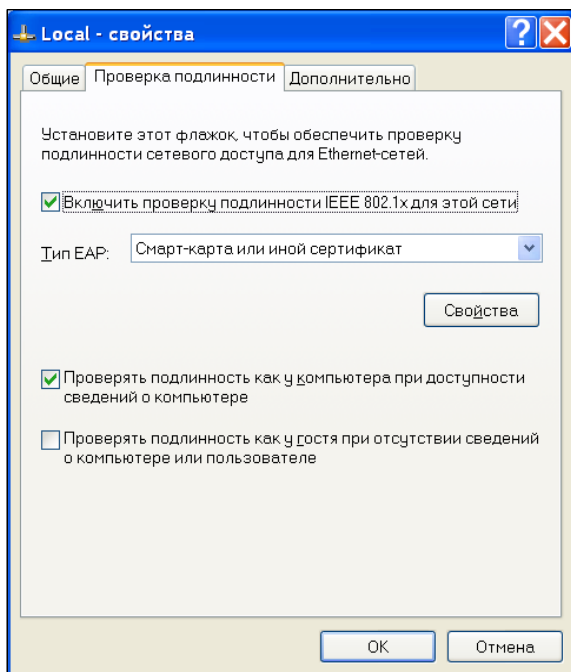 Local - свойства
Общие
Проверка подлинности
Дополнительно
Установите этот флажок, чтобы обеспечить проверку
подлинности сетевого доступа для Ethernet-сетей.
Включить проверку подлинности IEEE 802.1x для этой сети
Тип EAP:
Смарт-карта или иной сертификат
Свойства
Проверять подлинность как у компьютера при доступности
сведений о компьютере
Проверять подлинность как у гостя при отсутствии сведений
о компьютере или пользователе
OK
Отмена